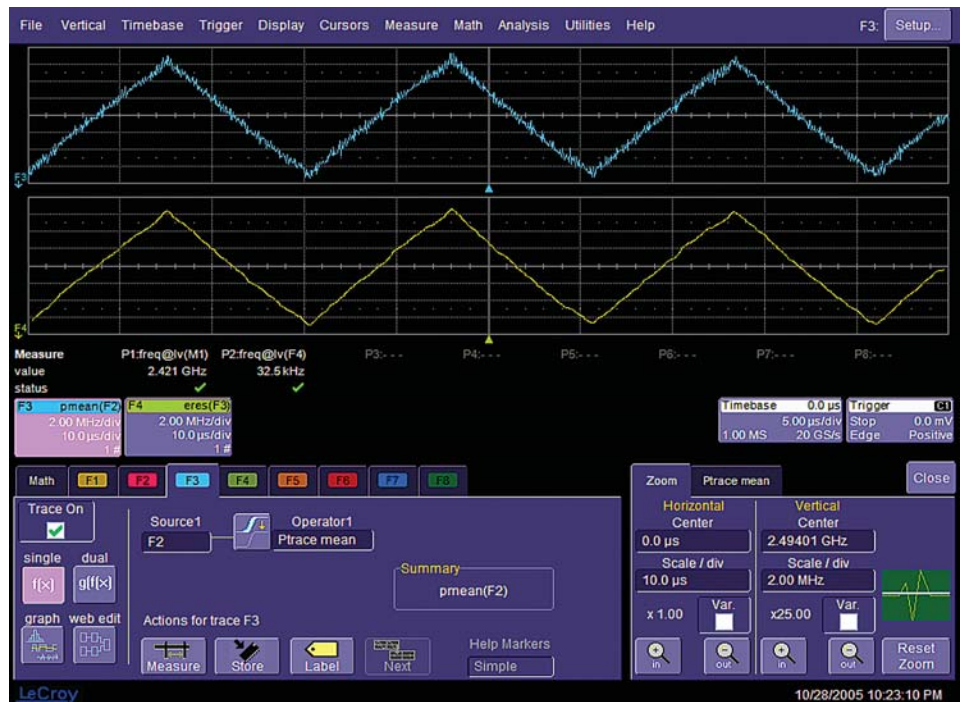 File Vertical Timebase Trigger Display Cursors Measure Math Analysis Utilities Help F3: Setup...
F3
F4
Measure P1:freq@lv(M1) P2:freq@lv(F4) P3:- - - P4:- - - P5:- - - P6:- - - P7:- - - P8:- - -
value 2.421 GHz 32.5 kHz
status
F3 pmean(F2) F4 eres(F3) Timebase 0.0 µs Trigger C1
2.00 MHz/div 2.00 MHz/div 5.00 µs/div Stop 0.0 mV
10.0 µs/div 10.0 µs/div 1.00 MS 20 GS/s Edge Positive
1 # 1 #
Math F1 F2 F3 F4 F5 F6 F7 F8 Zoom Ptrace mean Close
Trace On
Source1 Operator1
F2 Ptrace mean
single dual
f(x) g(f(x)
Summary
pmean(F2)
graph web edit
Actions for trace F3
Measure Store Label Next
Help Markers
Simple
Horizontal Vertical
Center Center
0.0 µs 2.49401 GHz
Scale / div Scale / div
10.0 µs 2.00 MHz
x 1.00 Var. x25.00 Var.
in out in out Reset Zoom
LeCroy 10/28/2005 10:23:10 PM